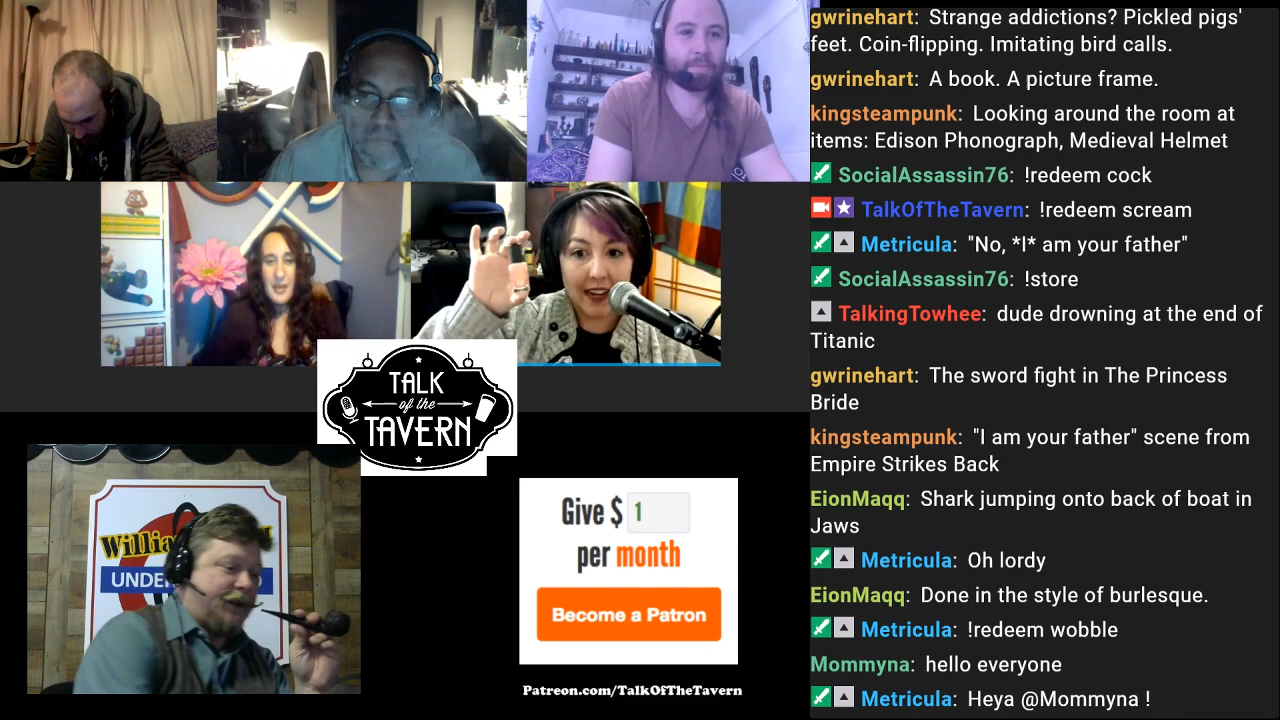 gwrinehart: Strange addictions? Pickled pigs'
feet. Coin-flipping. Imitating bird calls.
gwrinehart: A book. A picture frame.
kingsteampunk: Looking around the room at
items: Edison Phonograph, Medieval Helmet
SocialAssassin76: !redeem cock
TalkOfTheTavern: !redeem scream
Metricula: "No, *I* am your father"
SocialAssassin76: !store
TalkingTowhee: dude drowning at the end of
Titanic
gwrinehart: The sword fight in The Princess
Bride
kingsteampunk: "I am your father" scene from
Empire Strikes Back
EionMaqq: Shark jumping onto back of boat in
Jaws
Metricula: Oh lordy
EionMaqq: Done in the style of burlesque.
Metricula: !redeem wobble
Mommyna: hello everyone
Metricula: Heya @Mommyna !
TALK
of the
TAVERN
Give $ 1
per month
Become a Patron
Patreon.com/TalkOfTheTavern